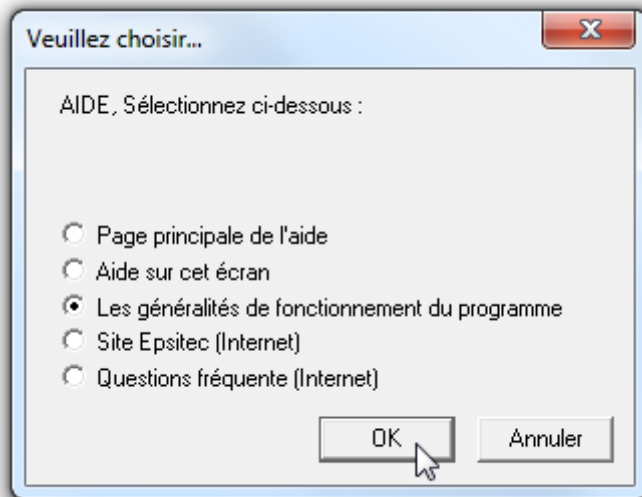 Veuillez choisir...
AIDE, Sélectionnez ci-dessous :
Page principale de l'aide
Aide sur cet écran
Les généralités de fonctionnement du programme
Site Epsitec (Internet)
Questions fréquente (Internet)
OK
Annuler